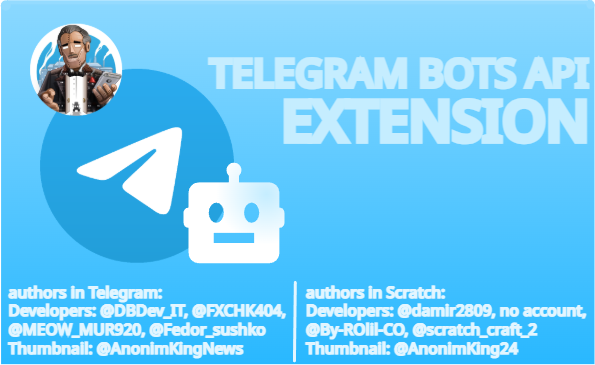 TELEGRAM BOTS API
EXTENSION
authors in Telegram:
Developers: @DBDev_IT, @FXCHK404,
@MEOW_MUR920, @Fedor_sushko
Thumbnail: @AnonimKingNews
authors in Scratch:
Developers: @damir2809, no account,
@By-ROlil-CO, @scratch_craft_2
Thumbnail: @AnonimKing24